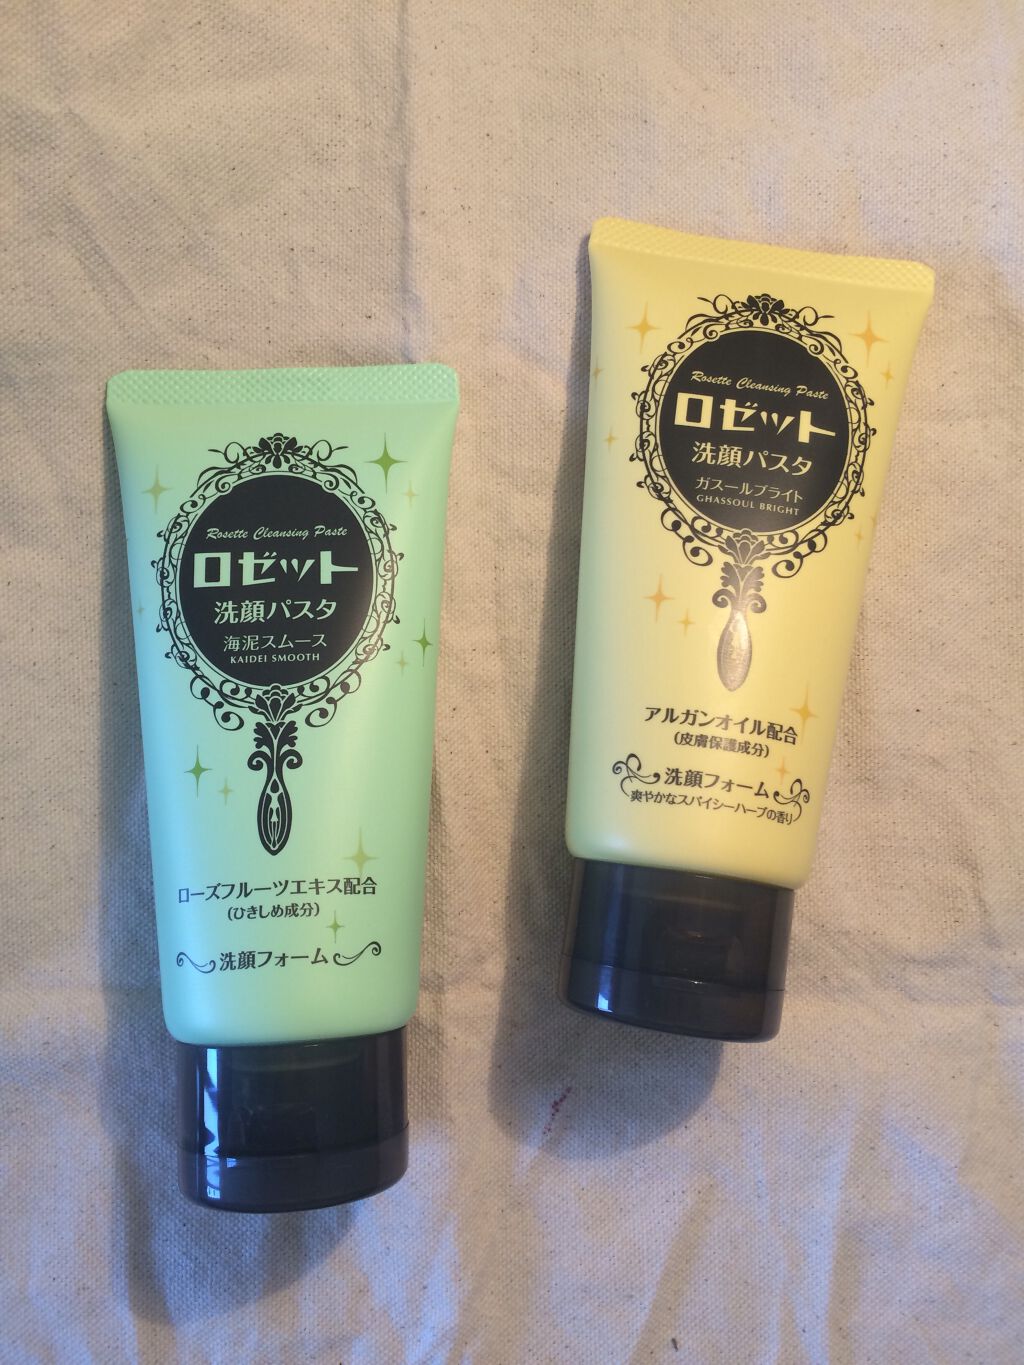 Rosette Cleansing Paste
ロゼット
洗顔パスタ
海泥スムース
KAIDEI SMOOTH
ローズフルーツエキス配合
(ひきしめ成分)
洗顔フォーム
Rosette Cleansing Paste
ロゼット
洗顔パスタ
ガスールブライト
GHASSOUL BRIGHT
アルガンオイル配合
(皮膚保護成分)
洗顔フォーム
爽やかなスパイシーハーブの香り